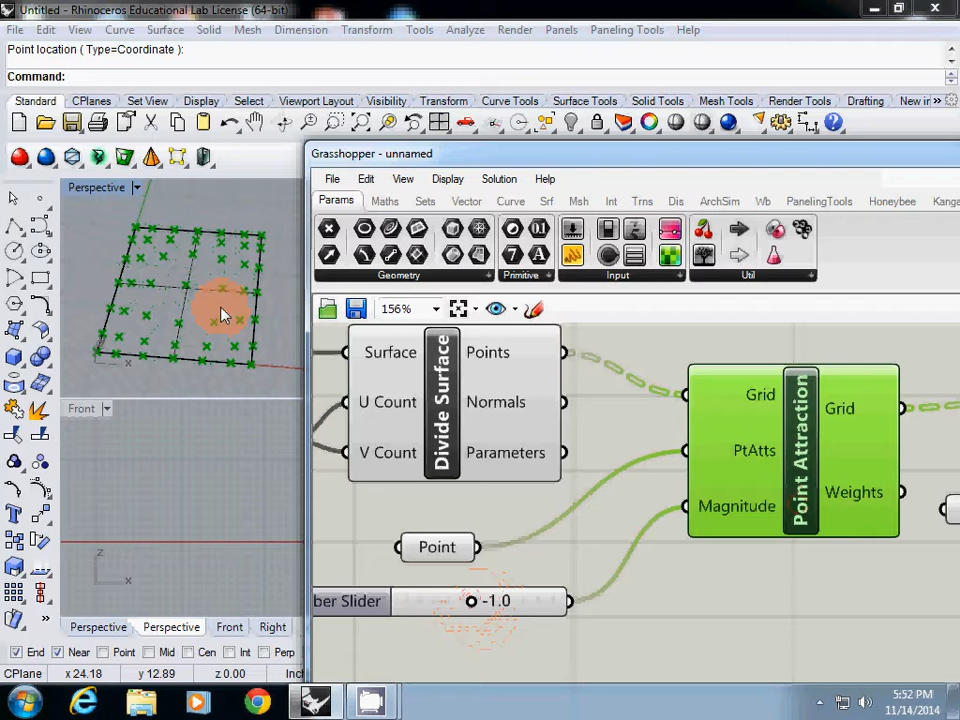 Untitled - Rhinoceros Educational Lab License (64-bit)
File Edit View Curve Surface Solid Mesh Dimension Transform Tools Analyze Render Panels Paneling Tools Help
Point location ( Type=Coordinate ):
Command:
Standard CPlanes Set View Display Select Viewport Layout Visibility Transform Curve Tools Surface Tools Solid Tools Mesh Tools Render Tools Drafting New in »
Grasshopper - unnamed
File Edit View Display Solution Help
Perspective
Params Maths Sets Vector Curve Srf Msh Int Trns Dis ArchSim Wb PanelingTools Honeybee Kanga
Geometry Primitive Input Util
156%
Surface Points
U Count Normals
V Count Parameters
Divide Surface
Grid
PtAtts
Magnitude
Point Attraction
Grid
Weights
Point
ber Slider -1.0
x
Front
z
x
Perspective Perspective Front Right
End Near Point Mid Cen Int Perp
CPlane x 24.18 y 12.89 z 0.00 Inc
5:52 PM
11/14/2014